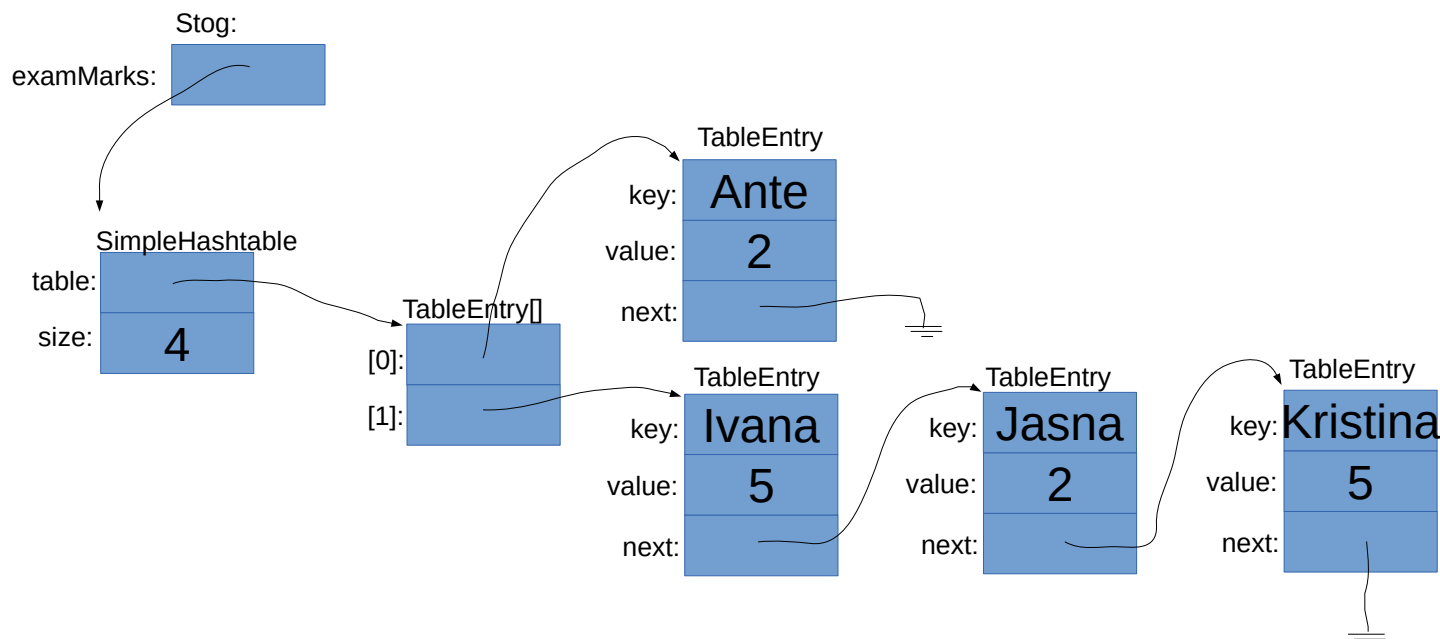 Stog:
examMarks:
SimpleHashtable
table:
size: 4
TableEntry[]
[0]:
[1]:
TableEntry
key: Ante
value: 2
next:
TableEntry
key: Ivana
value: 5
next:
TableEntry
key: Jasna
value: 2
next:
TableEntry
key: Kristina
value: 5
next: